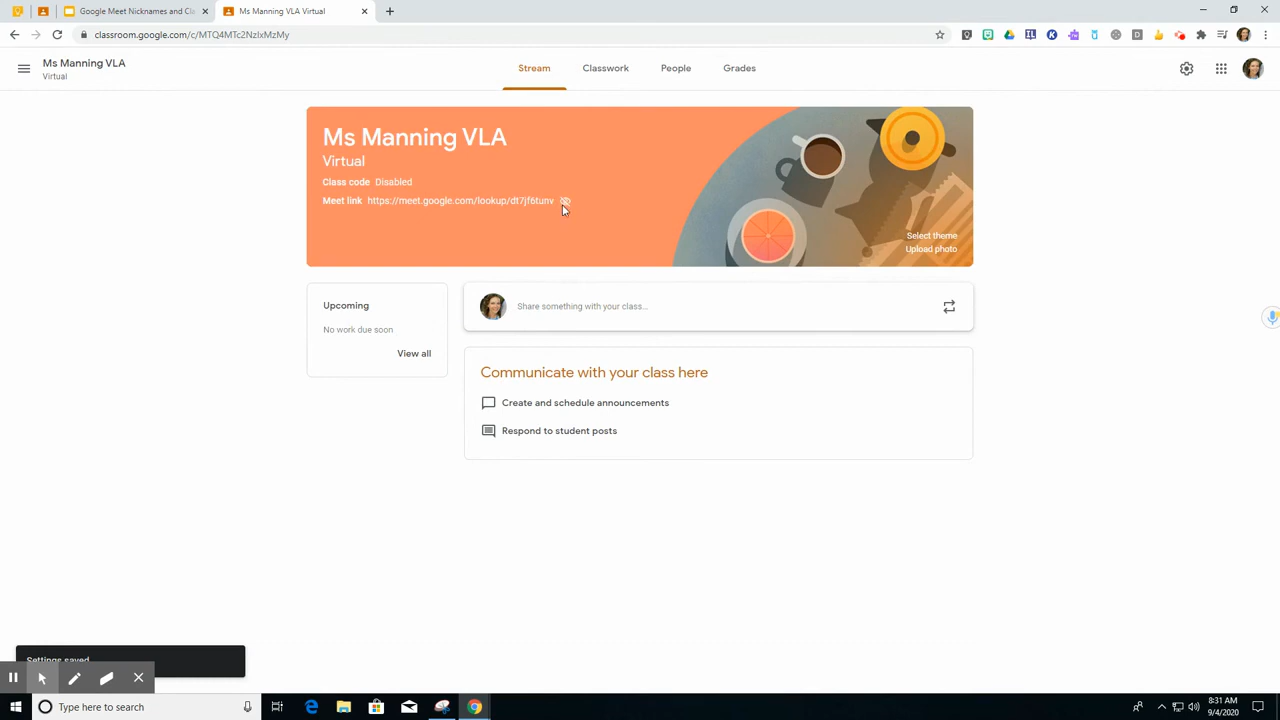 Google Meet Nicknames and Cl
Ms Manning VLA Virtual
classroom.google.com/c/MTQ4MTc2NzIxMzMy
Ms Manning VLA
Virtual
Stream
Classwork
People
Grades
Ms Manning VLA
Virtual
Class code Disabled
Meet link https://meet.google.com/lookup/df7jf6tunv
Select theme
Upload photo
Upcoming
No work due soon
View all
Share something with your class...
Communicate with your class here
Create and schedule announcements
Respond to student posts
Settings saved
Type here to search
8:31 AM
9/4/2020